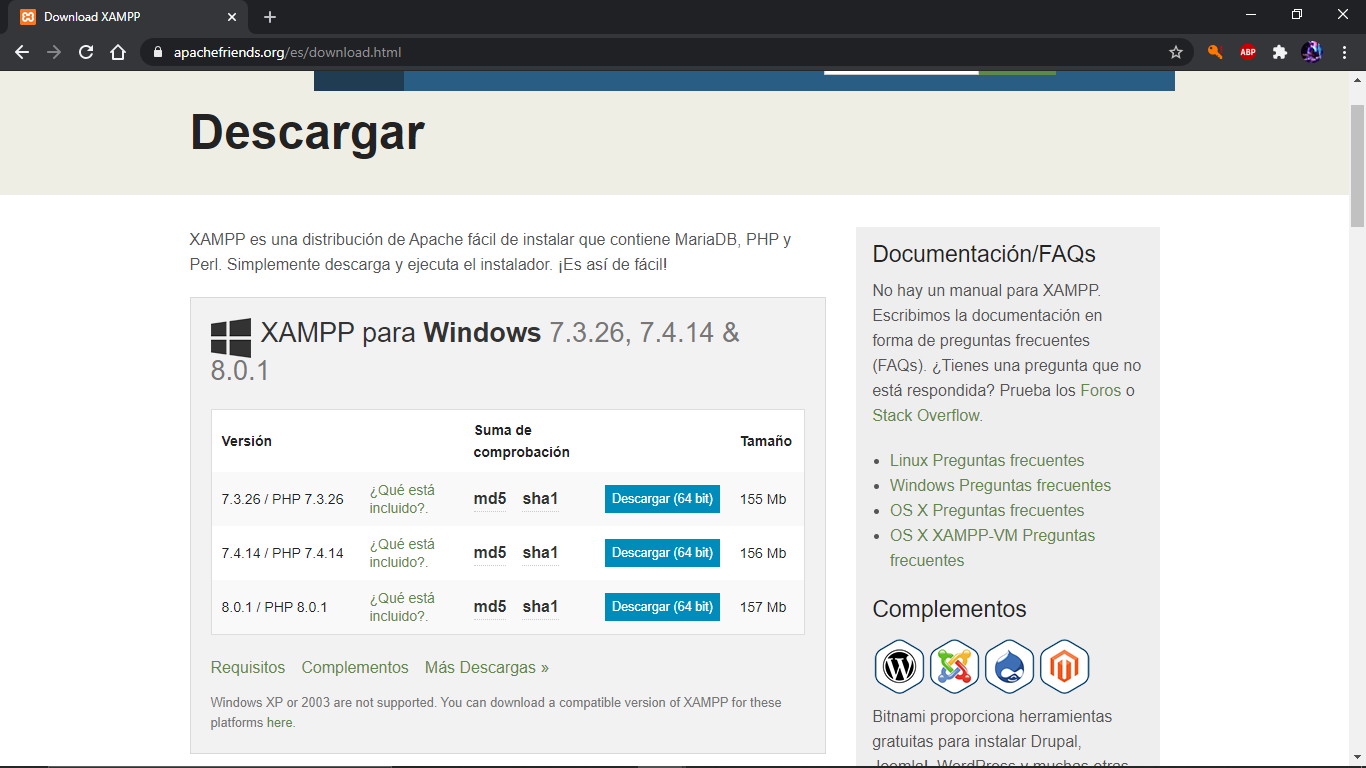 Download XAMPP
apachefriends.org/es/download.html
ABP
Descargar
XAMPP es una distribución de Apache fácil de instalar que contiene MariaDB, PHP y
Perl. Simplemente descarga y ejecuta el instalador. ¡Es así de fácil!
XAMPP para Windows 7.3.26, 7.4.14 &
8.0.1
Versión
Suma de
comprobación
Tamaño
7.3.26 / PHP 7.3.26
¿Qué está
incluido?.
md5 sha1
Descargar (64 bit)
155 Mb
7.4.14 / PHP 7.4.14
¿Qué está
incluido?.
md5 sha1
Descargar (64 bit)
156 Mb
8.0.1 / PHP 8.0.1
¿Qué está
incluido?.
md5 sha1
Descargar (64 bit)
157 Mb
Requisitos Complementos Más Descargas »
Windows XP or 2003 are not supported. You can download a compatible version of XAMPP for these
platforms here.
Documentación/FAQs
No hay un manual para XAMPP.
Escribimos la documentación en
forma de preguntas frecuentes
(FAQs). ¿Tienes una pregunta que no
está respondida? Prueba los Foros o
Stack Overflow.
• Linux Preguntas frecuentes
• Windows Preguntas frecuentes
• OS X Preguntas frecuentes
• OS X XAMPP-VM Preguntas
frecuentes
Complementos
Bitnami proporciona herramientas
gratuitas para instalar Drupal,
Joomla!, WordPress y muchos otras